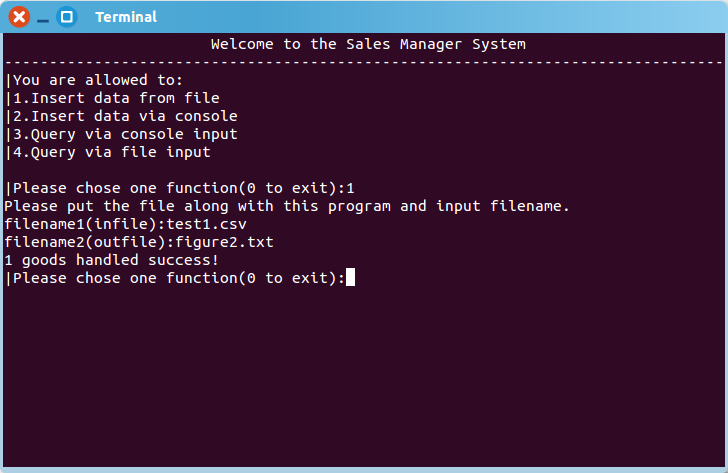 Terminal
Welcome to the Sales Manager System
--------------------------------------------------------------------------------
|You are allowed to:
|1.Insert data from file
|2.Insert data via console
|3.Query via console input
|4.Query via file input
|Please chose one function(0 to exit):1
Please put the file along with this program and input filename.
filename1(infile):test1.csv
filename2(outfile):figure2.txt
1 goods handled success!
|Please chose one function(0 to exit):